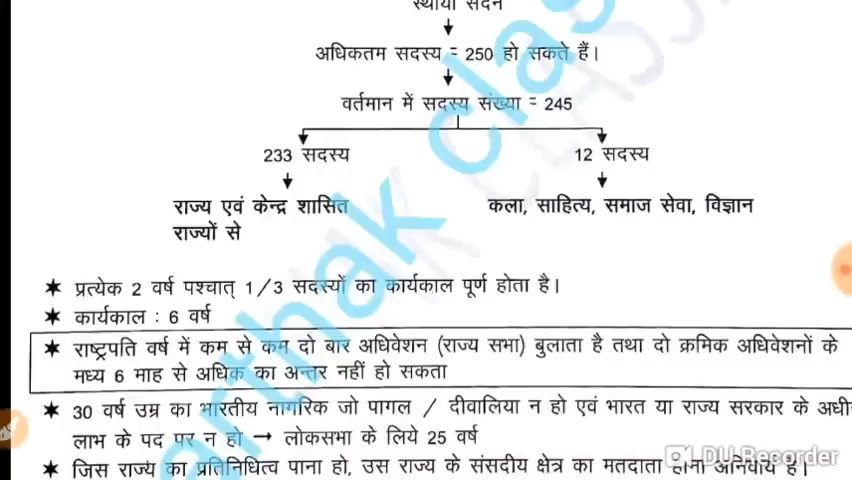 स्थायी सदन
अधिकतम सदस्य = 250 हो सकते हैं।
वर्तमान में सदस्य संख्या = 245
233 सदस्य
12 सदस्य
राज्य एवं केन्द्र शासित
राज्यों से
कला, साहित्य, समाज सेवा, विज्ञान
★ प्रत्येक 2 वर्ष पश्चात् 1/3 सदस्यों का कार्यकाल पूर्ण होता है।
★ कार्यकाल : 6 वर्ष
★ राष्ट्रपति वर्ष में कम से कम दो बार अधिवेशन (राज्य सभा) बुलाता है तथा दो क्रमिक अधिवेशनों के
मध्य 6 माह से अधिक का अन्तर नहीं हो सकता
★ 30 वर्ष उम्र का भारतीय नागरिक जो पागल / दीवालिया न हो एवं भारत या राज्य सरकार के
लाभ के पद पर न हो → लोकसभा के लिये 25 वर्ष
★ जिस राज्य का प्रतिनिधित्व पाना हो, उस राज्य के संसदीय क्षेत्र का मतदाता होना अनिवार्य है।
DU Recorder